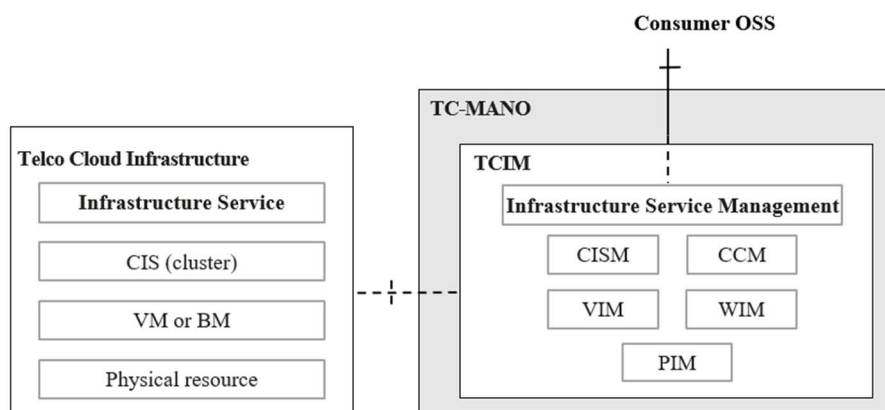 Consumer OSS
TC-MANO
Telco Cloud Infrastructure
Infrastructure Service
CIS (cluster)
VM or BM
Physical resource
TCIM
Infrastructure Service Management
CISM
CCM
VIM
WIM
PIM